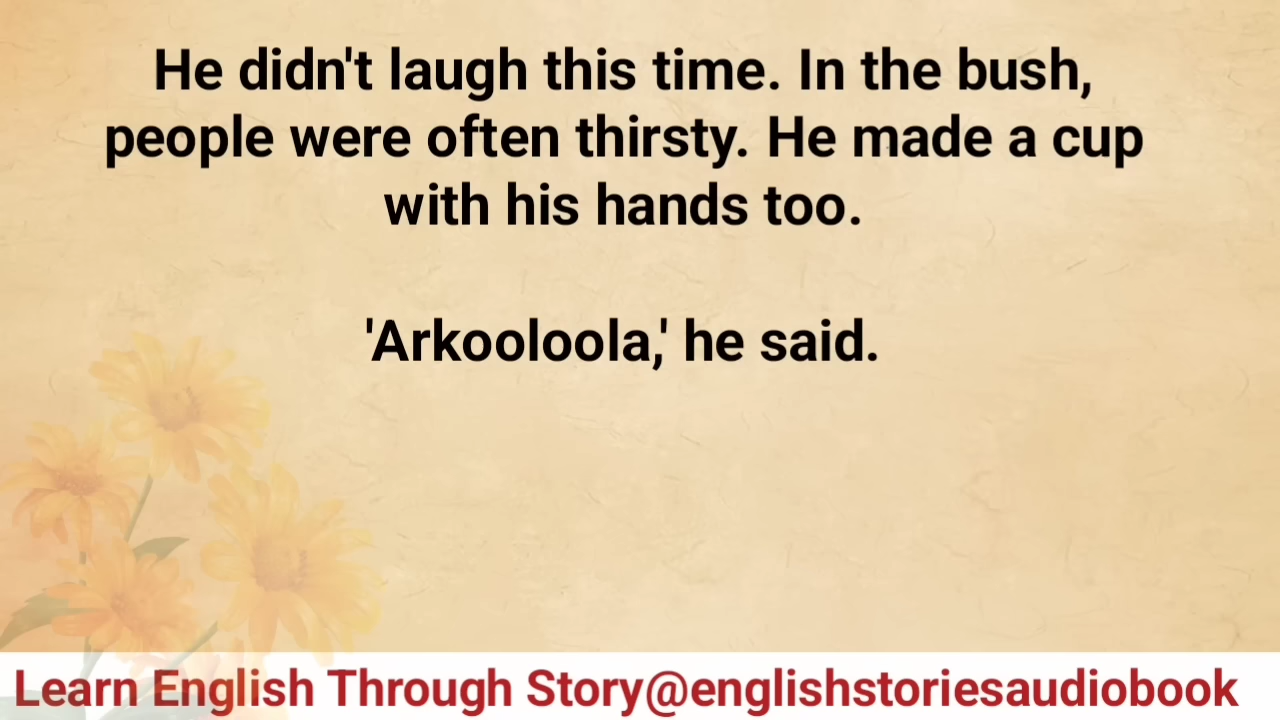 He didn't laugh this time. In the bush,
people were often thirsty. He made a cup
with his hands too.
'Arkooloola,' he said.
Learn English Through Story@englishstoriesaudiobook